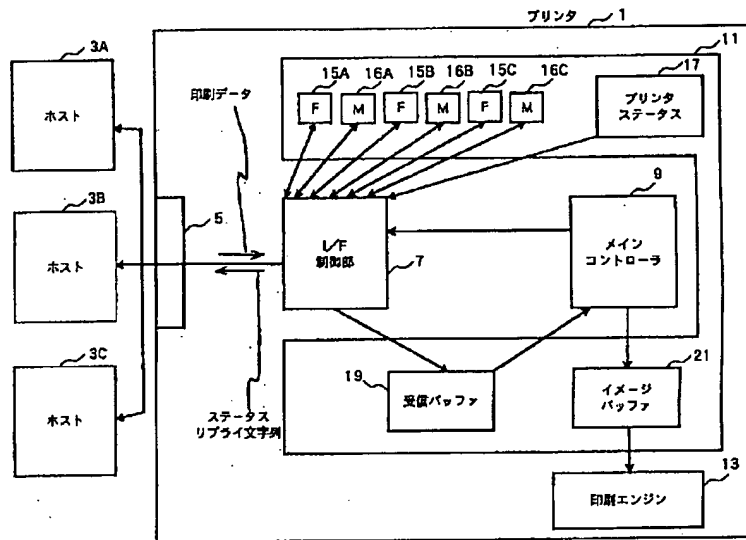 プリンタ 1
3A
ホスト
印刷データ
11
15A 16A 15B 16B 15C 16C
F M F M F M
17
プリンタ
ステータス
3B
ホスト
5
I/F
制御部
7
9
メイン
コントローラ
3C
ホスト
ステータス
リプライ文字列
19
受信バッファ
21
イメージ
バッファ
印刷エンジン
13